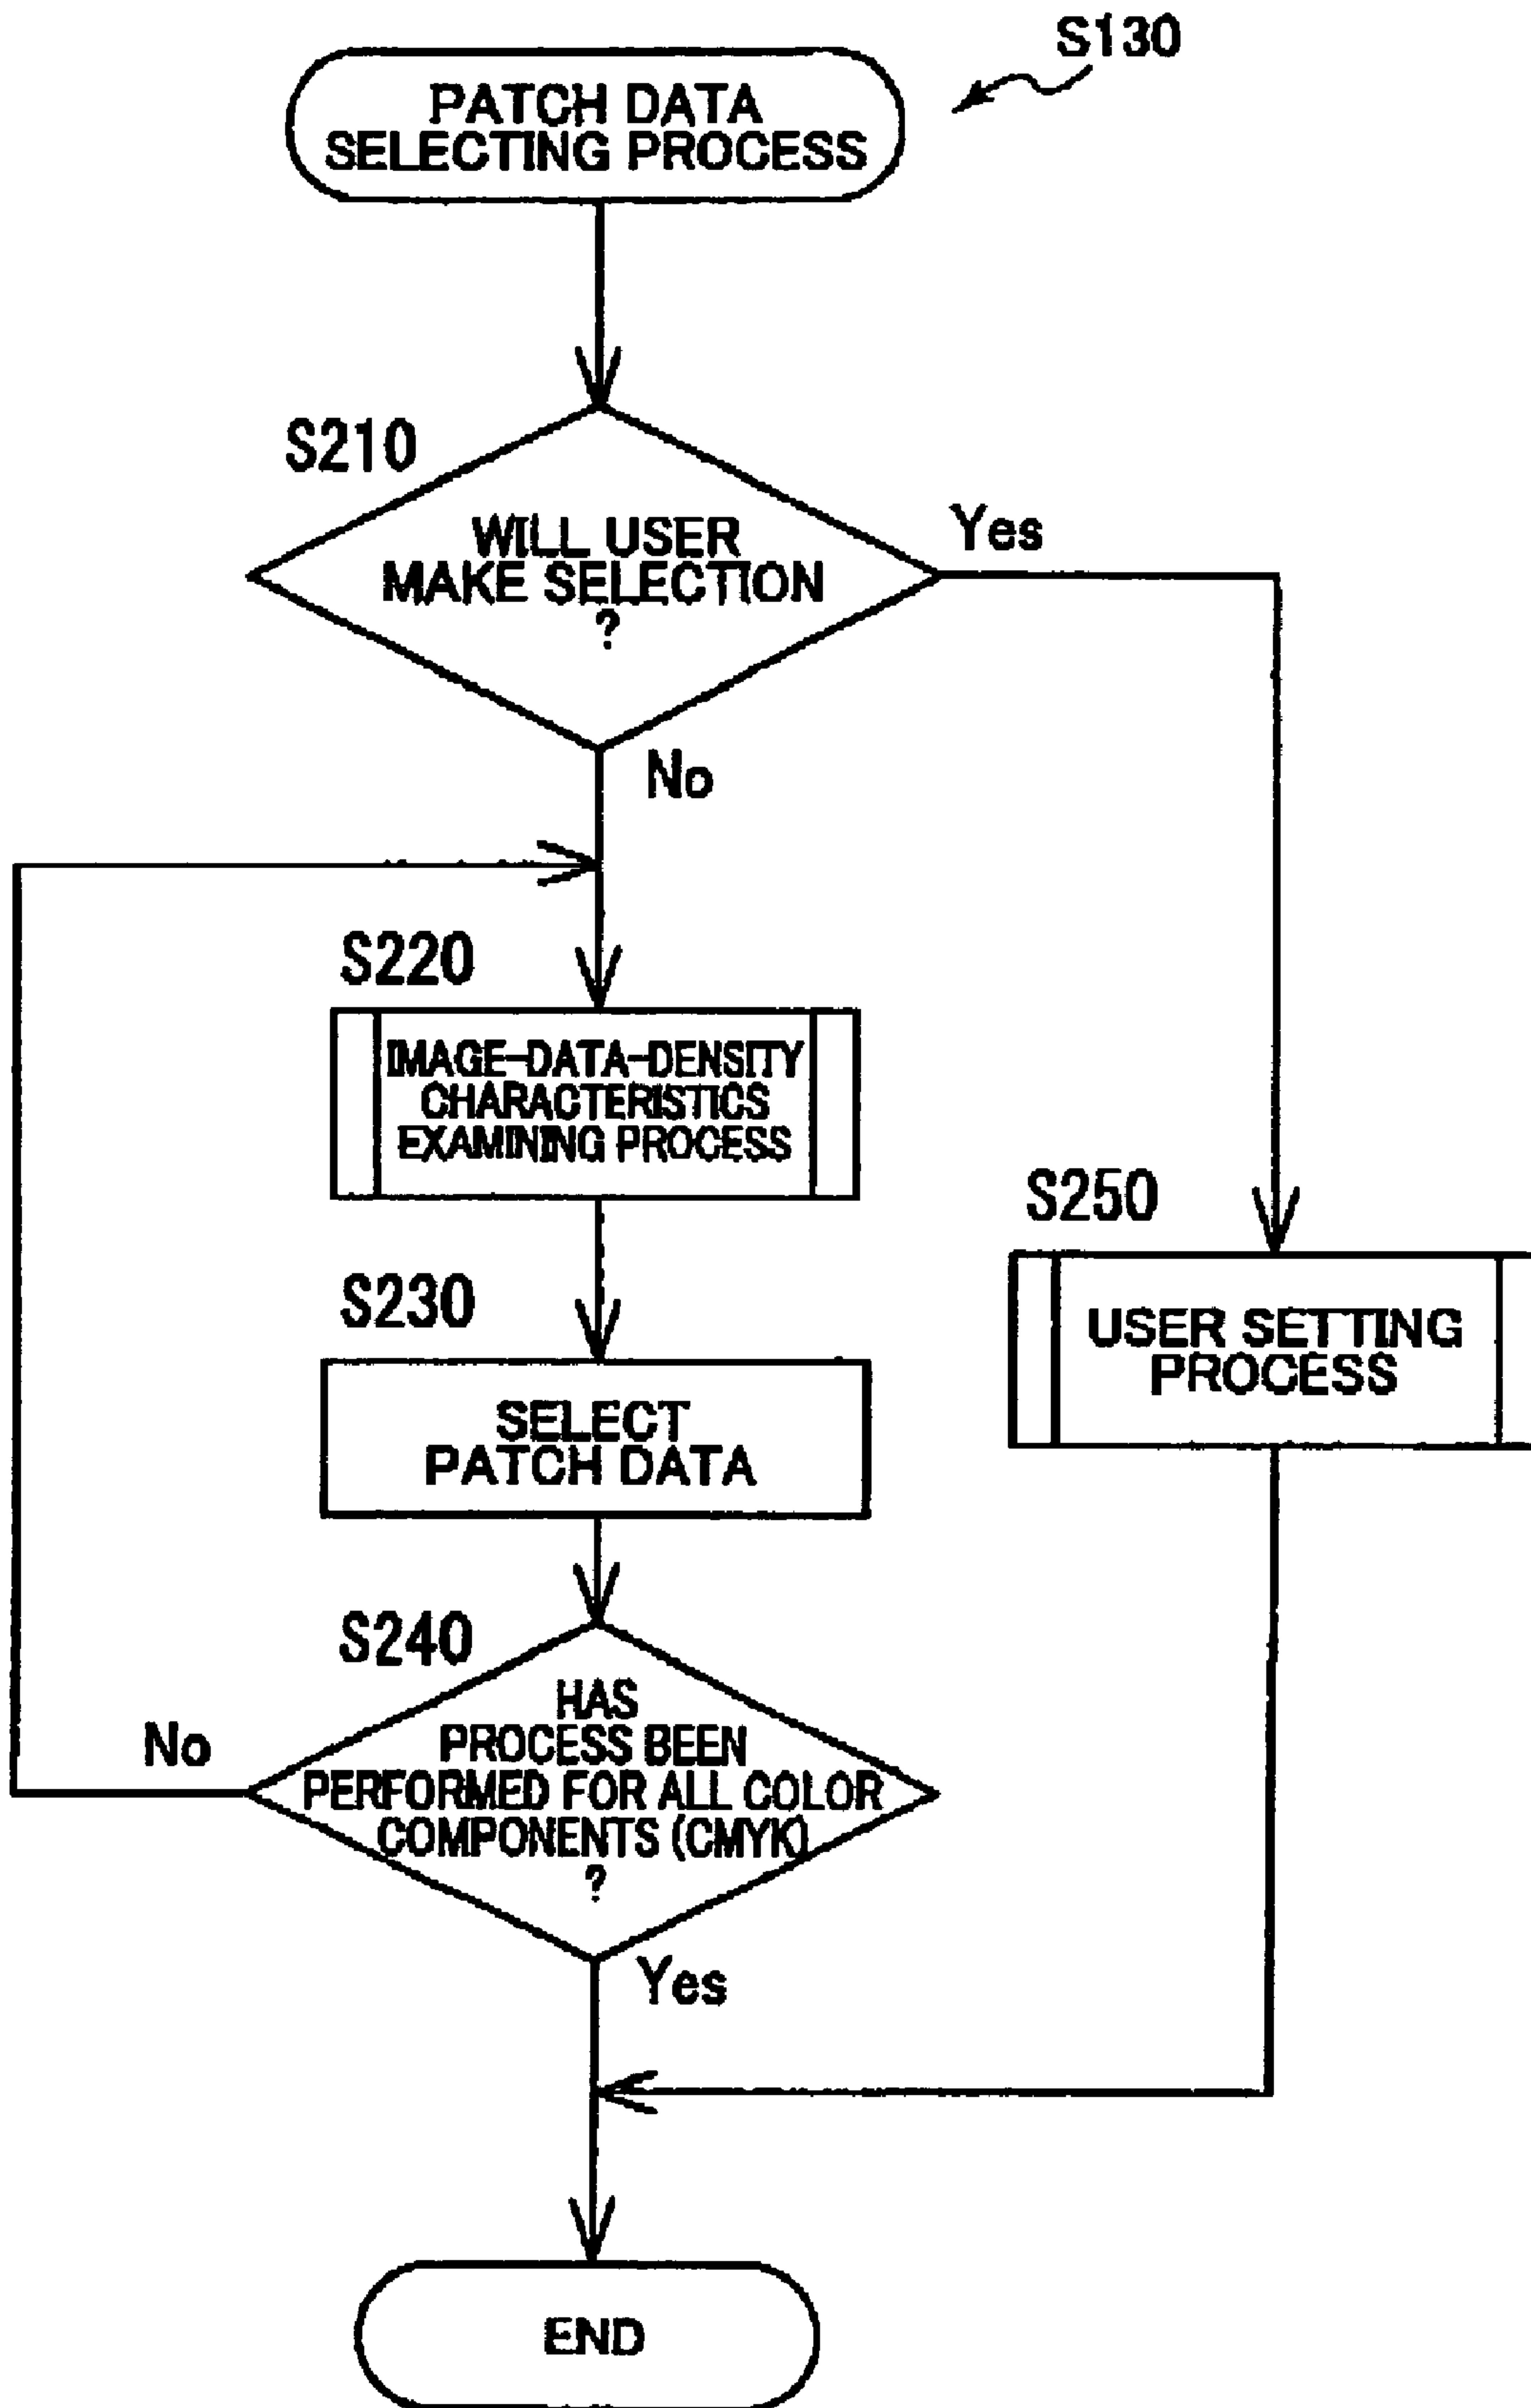 S130
PATCH DATA
SELECTING PROCESS
S210
WILL USER
MAKE SELECTION
?
Yes
No
S220
IMAGE-DATA-DENSITY
CHARACTERISTICS
EXAMINING PROCESS
S230
SELECT
PATCH DATA
S250
USER SETTING
PROCESS
S240
HAS
PROCESS BEEN
PERFORMED FOR ALL COLOR
COMPONENTS (CMYK)
?
No
Yes
END